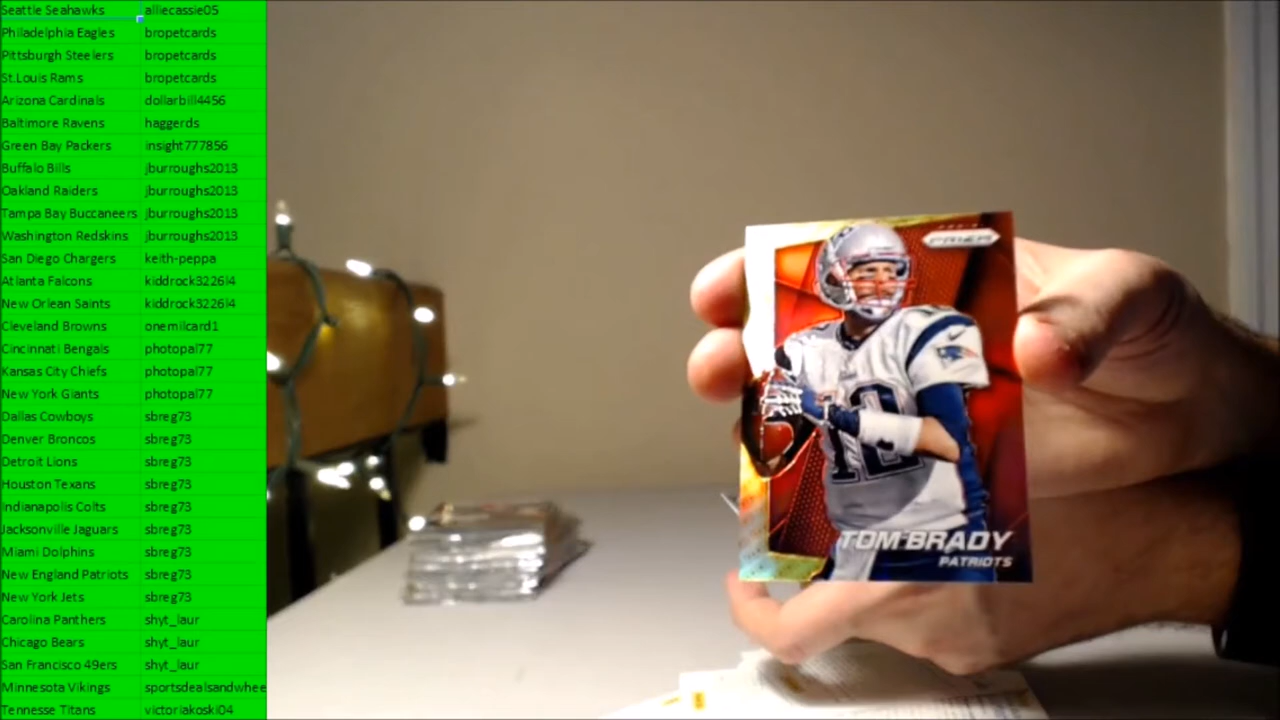 Seattle Seahawks alliecassie05
Philadelphia Eagles bropetcards
Pittsburgh Steelers bropetcards
St.Louis Rams bropetcards
Arizona Cardinals dollarbill4456
Baltimore Ravens haggerds
Green Bay Packers insight777856
Buffalo Bills jburroughs2013
Oakland Raiders jburroughs2013
Tampa Bay Buccaneers jburroughs2013
Washington Redskins jburroughs2013
San Diego Chargers keith-peppa
Atlanta Falcons kiddrock3226l4
New Orlean Saints kiddrock3226l4
Cleveland Browns onemilcard1
Cincinnati Bengals photopal77
Kansas City Chiefs photopal77
New York Giants photopal77
Dallas Cowboys sbreg73
Denver Broncos sbreg73
Detroit Lions sbreg73
Houston Texans sbreg73
Indianapolis Colts sbreg73
Jacksonville Jaguars sbreg73
Miami Dolphins sbreg73
New England Patriots sbreg73
New York Jets sbreg73
Carolina Panthers shyt_laur
Chicago Bears shyt_laur
San Francisco 49ers shyt_laur
Minnesota Vikings sportsdealsandwhee
Tennesse Titans victoriakoski04
PRIZM
12
TOM BRADY
PATRIOTS